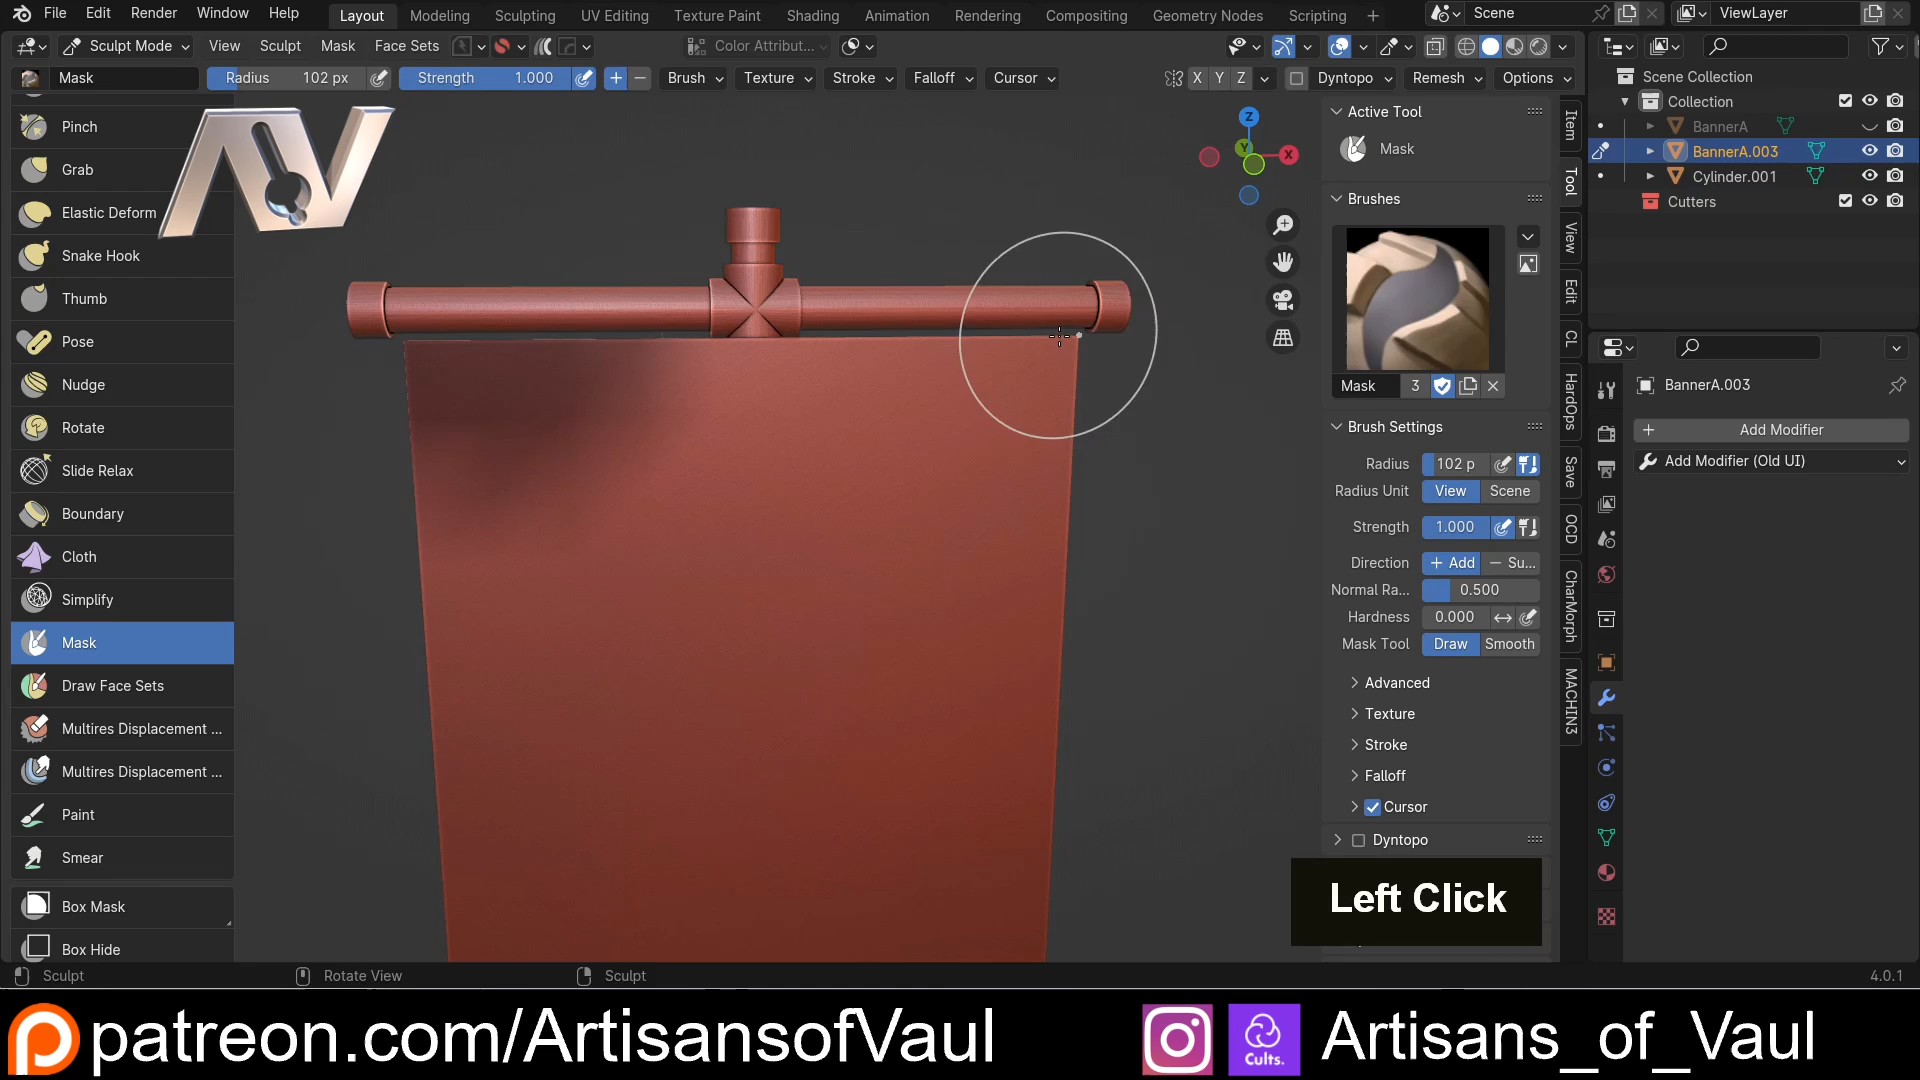 File Edit Render Window Help Layout Modeling Sculpting UV Editing Texture Paint Shading Animation Rendering Compositing Geometry Nodes Scripting + Scene ViewLayer
Sculpt Mode View Sculpt Mask Face Sets Color Attribut...
Mask Radius 102 px Strength 1.000 + − Brush Texture Stroke Falloff Cursor X Y Z Dyntopo Remesh Options
Pinch
Grab
Elastic Deform
Snake Hook
Thumb
Pose
Nudge
Rotate
Slide Relax
Boundary
Cloth
Simplify
Mask
Draw Face Sets
Multires Displacement ...
Multires Displacement ...
Paint
Smear
Box Mask
Box Hide
AV
Z
Y
X
Active Tool
Mask
Brushes
Mask 3
Brush Settings
Radius 102 p
Radius Unit View Scene
Strength 1.000
Direction + Add − Su...
Normal Ra... 0.500
Hardness 0.000
Mask Tool Draw Smooth
Advanced
Texture
Stroke
Falloff
Cursor
Dyntopo
Left Click
Item
Tool
View
Edit
CL
HardOps
Save
OCD
CharMorph
MACHIN3
Scene Collection
Collection
BannerA
BannerA.003
Cylinder.001
Cutters
BannerA.003
+ Add Modifier
Add Modifier (Old UI)
Sculpt Rotate View Sculpt 4.0.1
patreon.com/ArtisansofVaul Cults. Artisans_of_Vaul